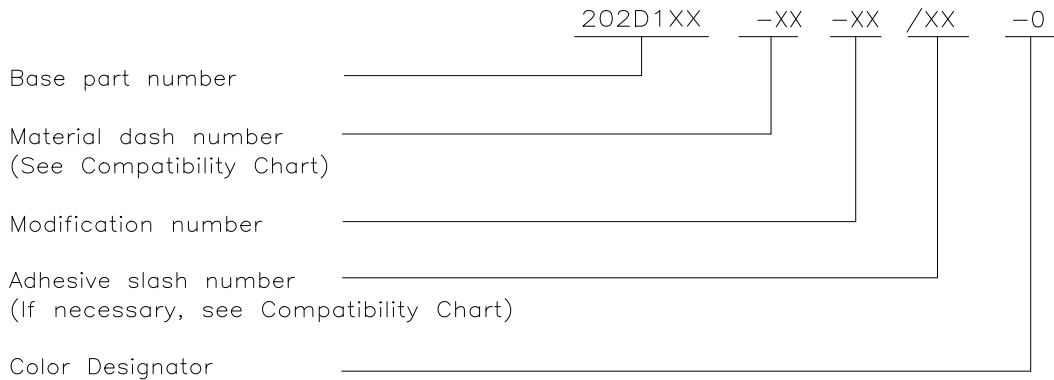 202D1XX -XX -XX /XX -0
Base part number
Material dash number
(See Compatibility Chart)
Modification number
Adhesive slash number
(If necessary, see Compatibility Chart)
Color Designator